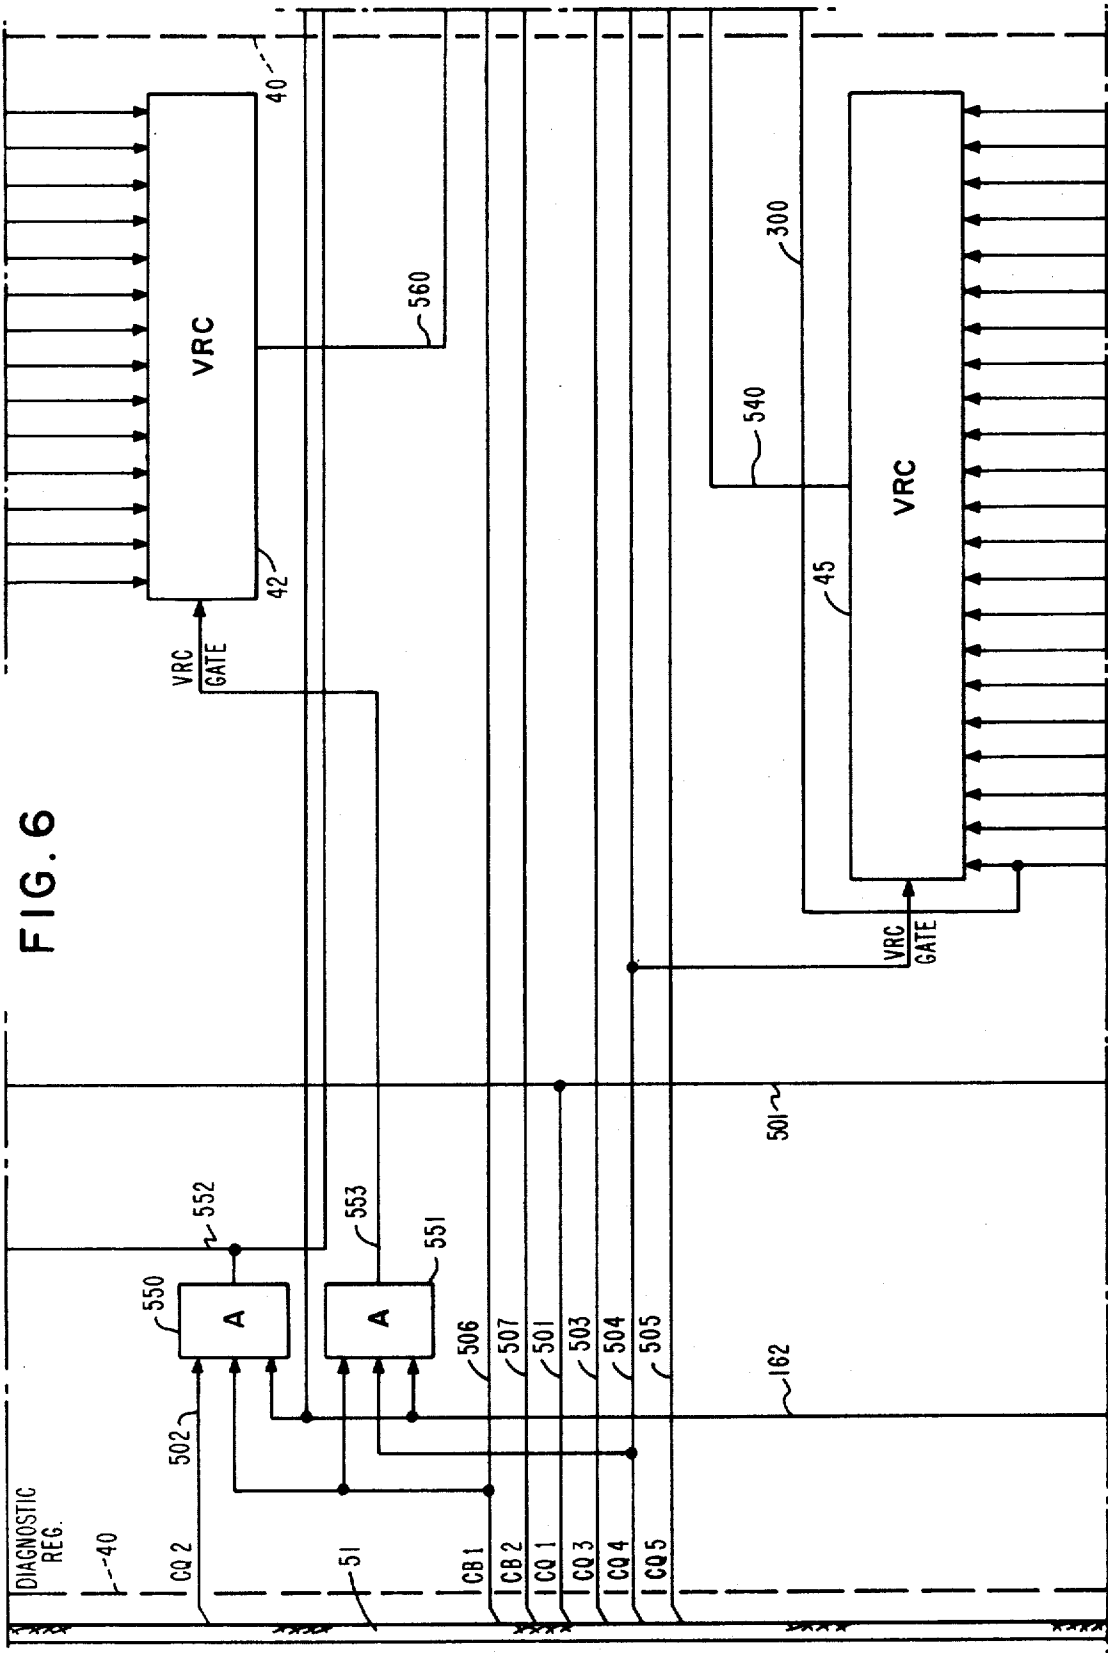 FIG. 6
DIAGNOSTIC
REG.
40
51
CQ 2
502
550
A
552
A
551
553
CB 1
506
CB 2
507
CQ 1
501
CQ 3
503
CQ 4
504
CQ 5
505
162
501
VRC
GATE
VRC
42
560
40
VRC
GATE
VRC
45
540
300